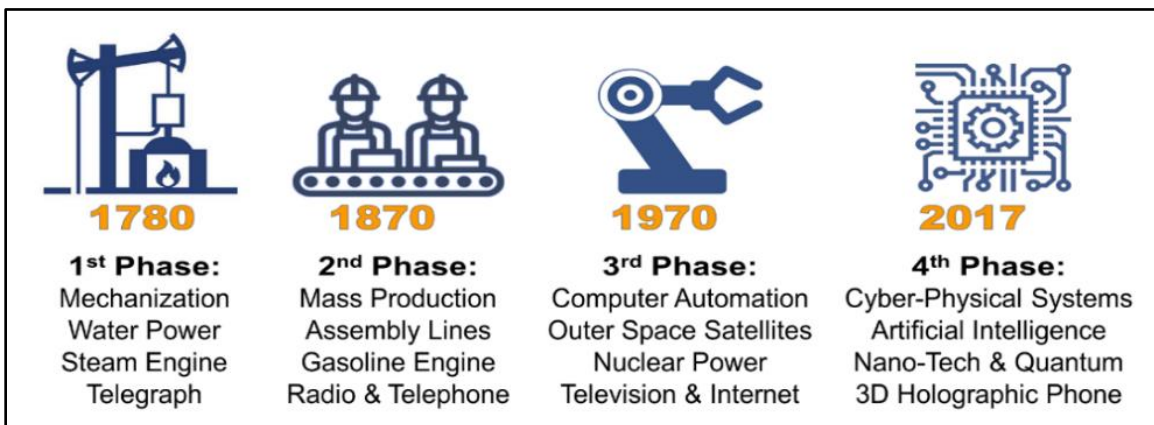 1780
1st Phase:
Mechanization
Water Power
Steam Engine
Telegraph
1870
2nd Phase:
Mass Production
Assembly Lines
Gasoline Engine
Radio & Telephone
1970
3rd Phase:
Computer Automation
Outer Space Satellites
Nuclear Power
Television & Internet
2017
4th Phase:
Cyber-Physical Systems
Artificial Intelligence
Nano-Tech & Quantum
3D Holographic Phone